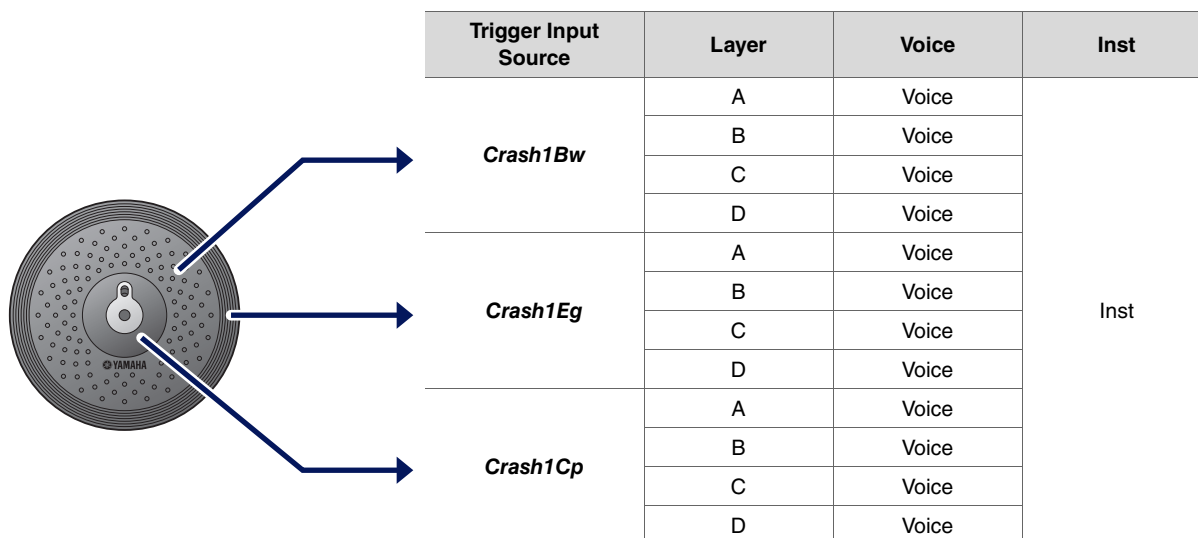 Trigger Input
Source
Layer
Voice
Inst
Crash1Bw
A
Voice
B
Voice
C
Voice
D
Voice
Crash1Eg
A
Voice
B
Voice
C
Voice
D
Voice
Crash1Cp
A
Voice
B
Voice
C
Voice
D
Voice
Inst
YAMAHA